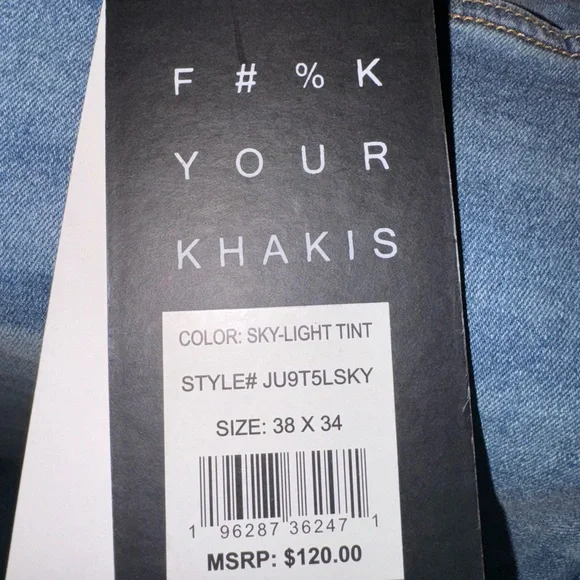 F # % K
YOUR
KHAKIS
COLOR: SKY-LIGHT TINT
STYLE# JU9T5LSKY
SIZE: 38 X 34
1 96287 36247 1
MSRP: $120.00